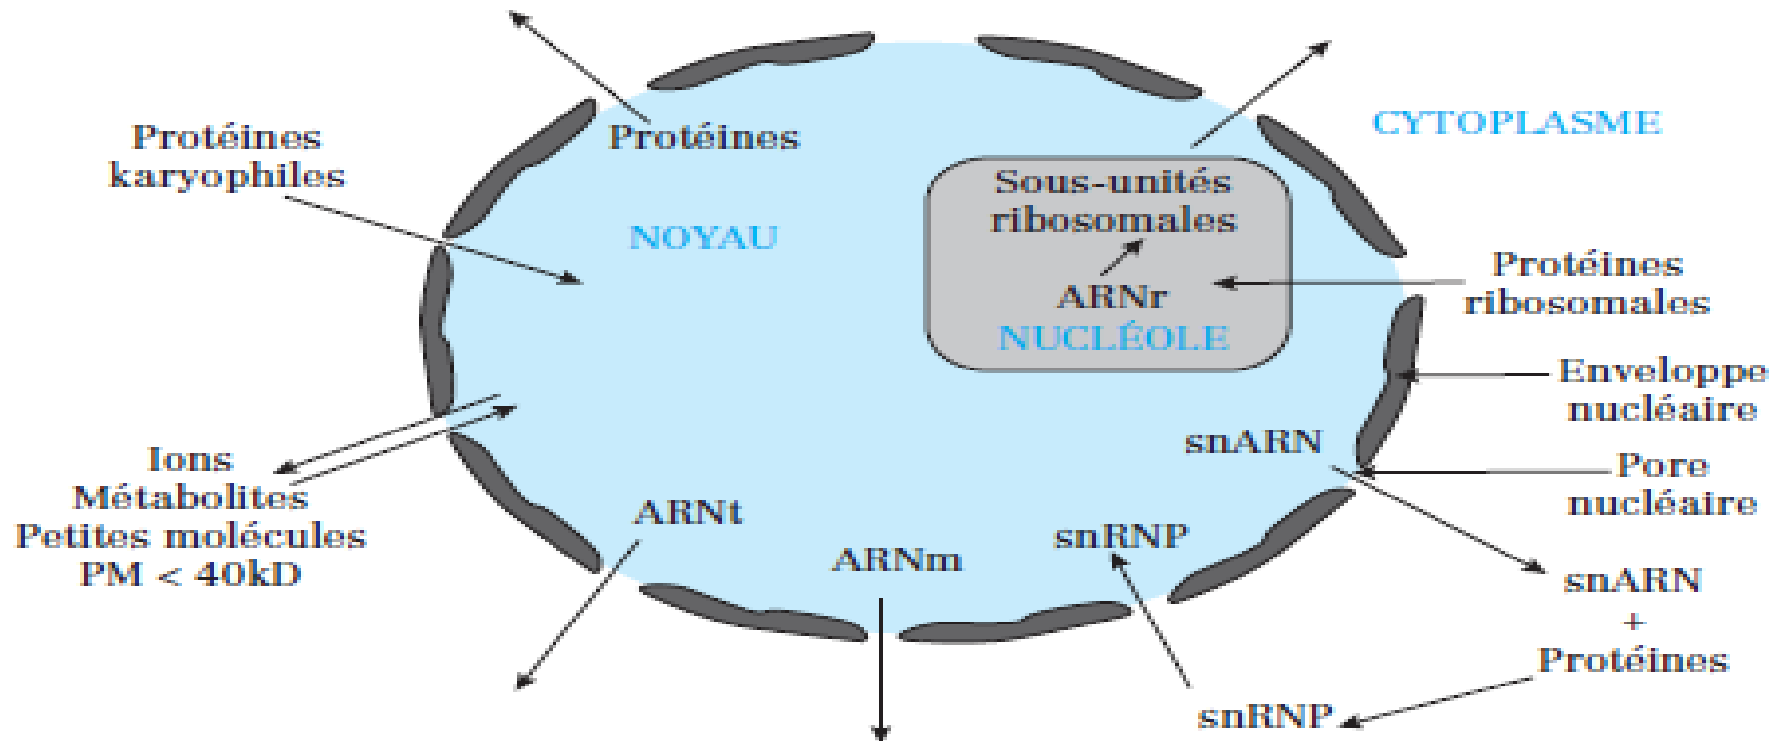 Protéines
karyophiles
Protéines
CYTOPLASME
NOYAU
Sous-unités
ribosomales
ARNr
NUCLÉOLE
Protéines
ribosomales
Enveloppe
nucléaire
Pore
nucléaire
Ions
Métabolites
Petites molécules
PM < 40kD
ARNt
ARNm
snRNP
snARN
snARN
+
Protéines
snRNP